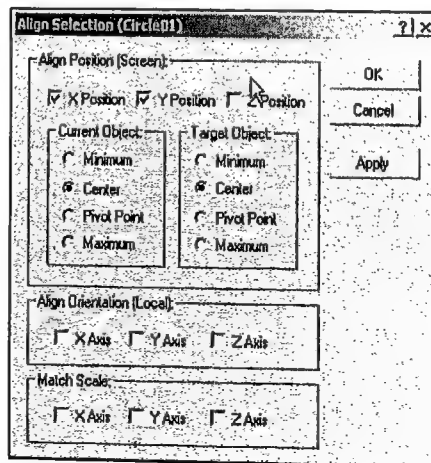 Align Selection (Circle01)
Align Position (Screen):
X Position Y Position Z Position
Current Object: Target Object:
Minimum Minimum
Center Center
Pivot Point Pivot Point
Maximum Maximum
OK
Cancel
Apply
Align Orientation (Local):
X Axis Y Axis Z Axis
Match Scale:
X Axis Y Axis Z Axis